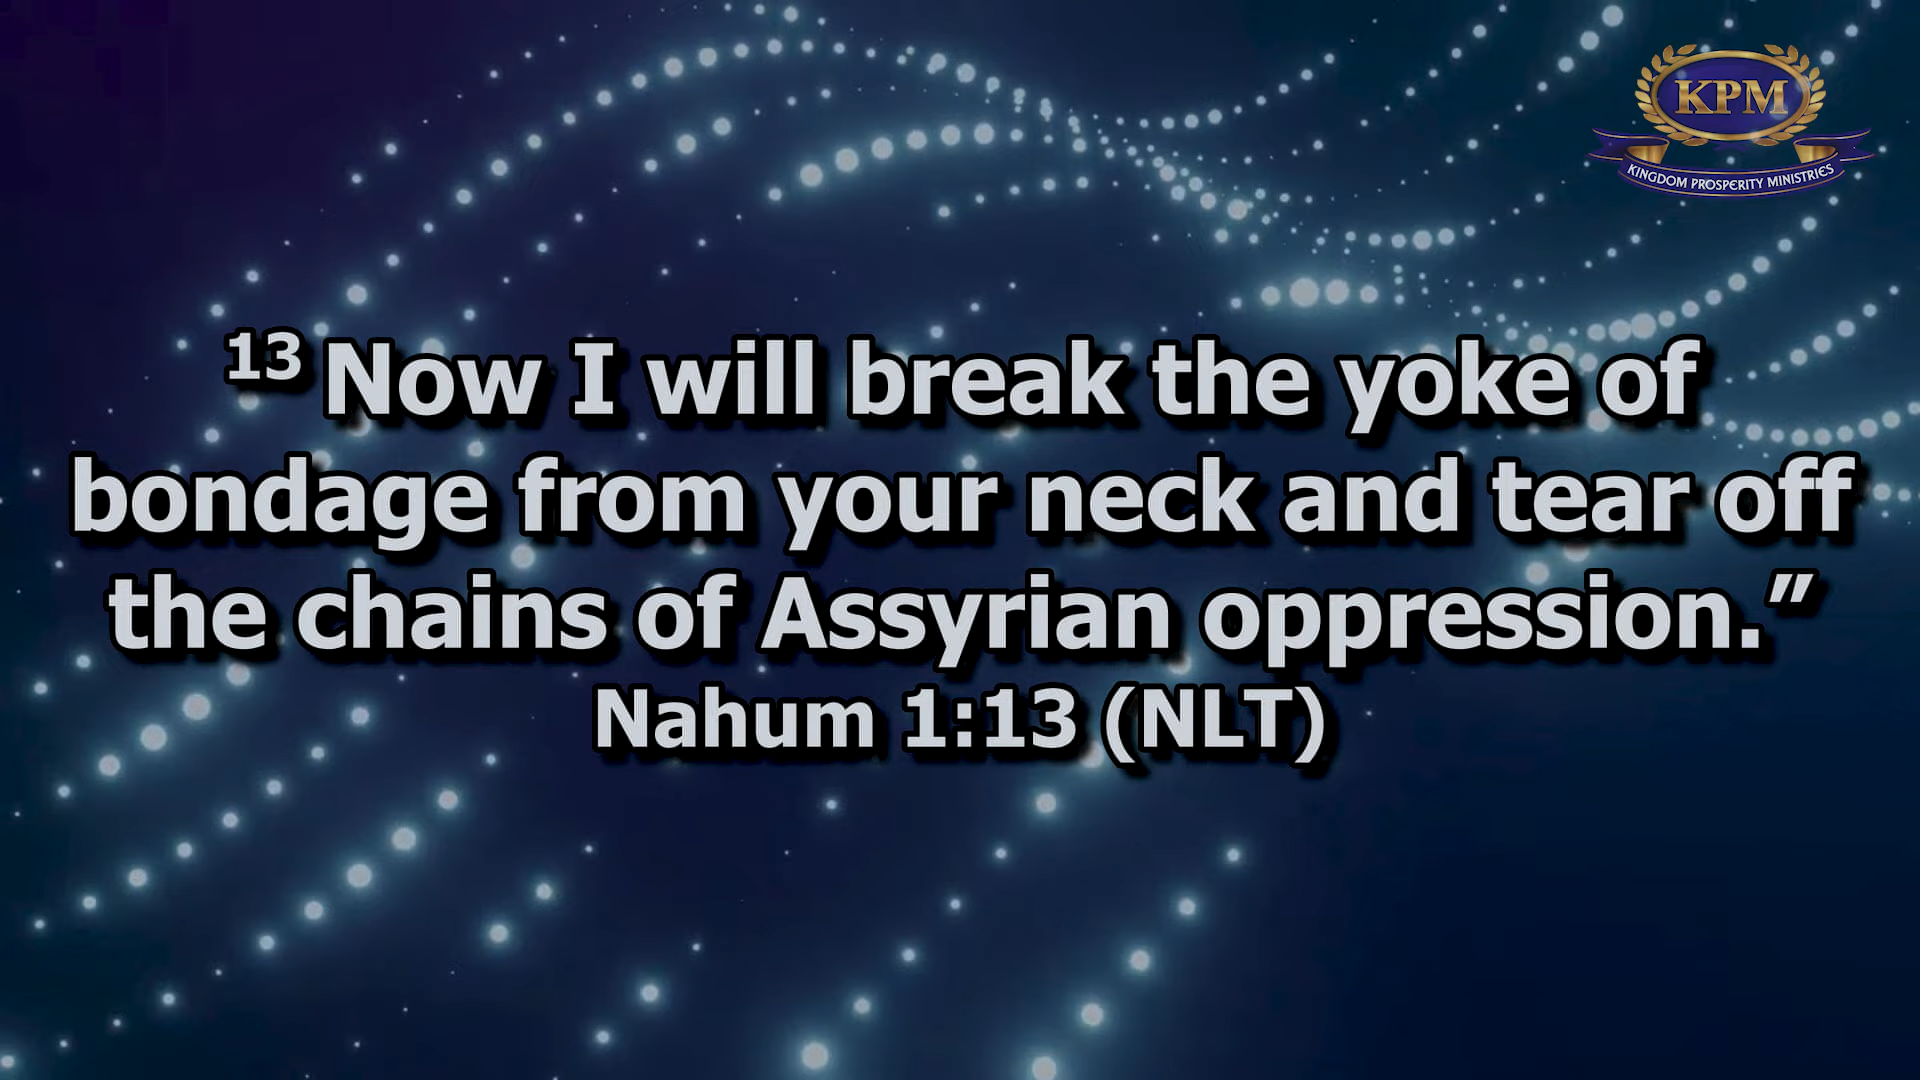 KPM
KINGDOM PROSPERITY MINISTRIES
13 Now I will break the yoke of
bondage from your neck and tear off
the chains of Assyrian oppression.”
Nahum 1:13 (NLT)